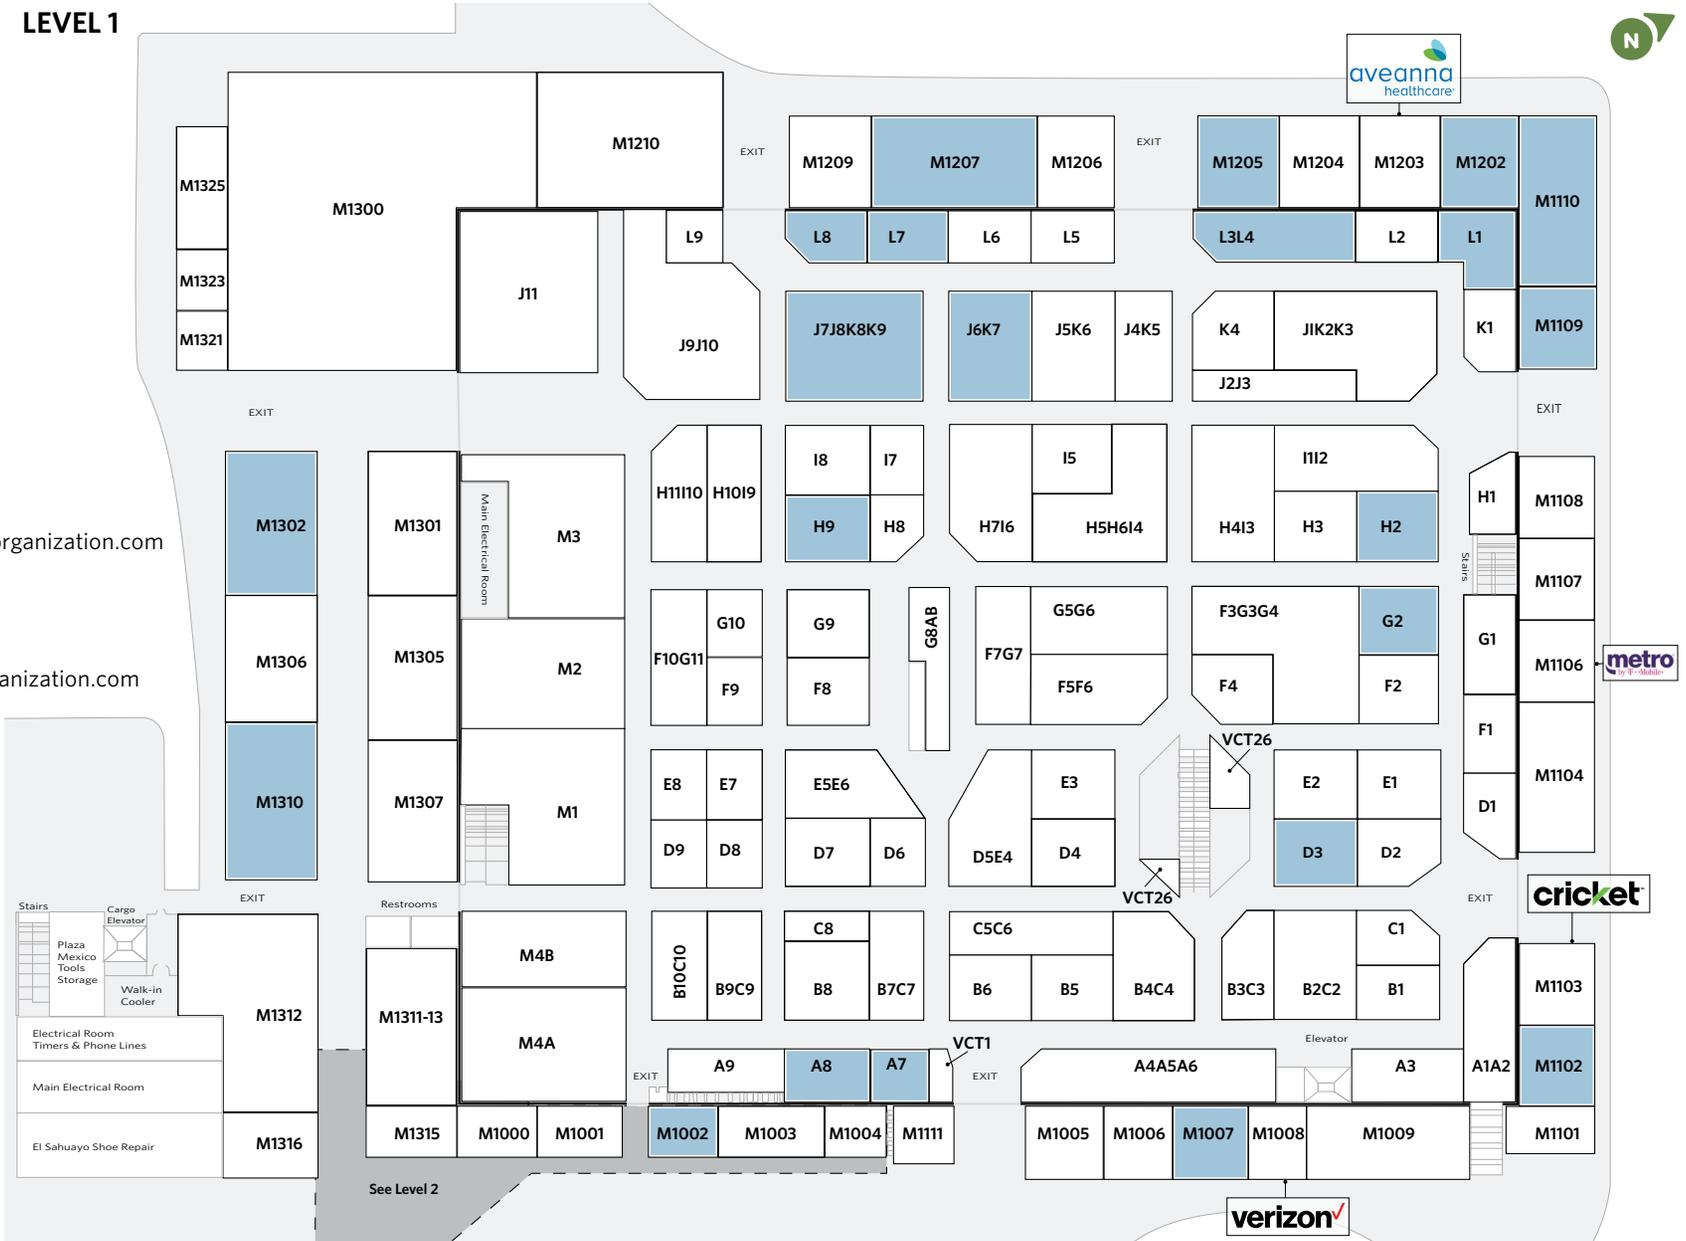 LEVEL 1
N
aveanna
healthcare
M1325
M1300
M1210
EXIT
M1209
M1207
M1206
EXIT
M1205
M1204
M1203
M1202
M1110
M1323
M1321
J11
L9
J9J10
L8
L7
L6
L5
L3L4
L2
L1
J7J8K8K9
J6K7
J5K6
J4K5
K4
J1K2K3
J2J3
K1
M1109
EXIT
EXIT
M1302
M1301
Main Electrical Room
M3
H11I10
H10I9
I8
I7
H9
H8
H7I6
I5
H5H6I4
H4I3
I1I2
H3
H2
H1
M1108
Stairs
M1107
organization.com
M1306
M1305
M2
F10G11
G10
F9
G9
F8
G8AB
F7G7
G5G6
F5F6
F3G3G4
G2
F4
F2
G1
M1106
metro
by T-Mobile
anization.com
M1310
M1307
M1
E8
E7
D9
D8
E5E6
D7
D6
D5E4
E3
D4
VCT26
VCT26
E2
E1
D3
D2
F1
D1
M1104
EXIT
EXIT
cricket
Stairs
Cargo
Elevator
Plaza
Mexico
Tools
Storage
Walk-in
Cooler
Restrooms
M1312
M1311-13
M4B
M4A
B10C10
B9C9
C8
B8
B7C7
C5C6
B6
B5
B4C4
B3C3
B2C2
C1
B1
M1103
M1102
Electrical Room
Timers & Phone Lines
Main Electrical Room
El Sahuayo Shoe Repair
M1316
EXIT
A9
A8
A7
VCT1
EXIT
A4A5A6
Elevator
A3
A1A2
M1315
M1000
M1001
M1002
M1003
M1004
M1111
M1005
M1006
M1007
M1008
M1009
M1101
See Level 2
verizon